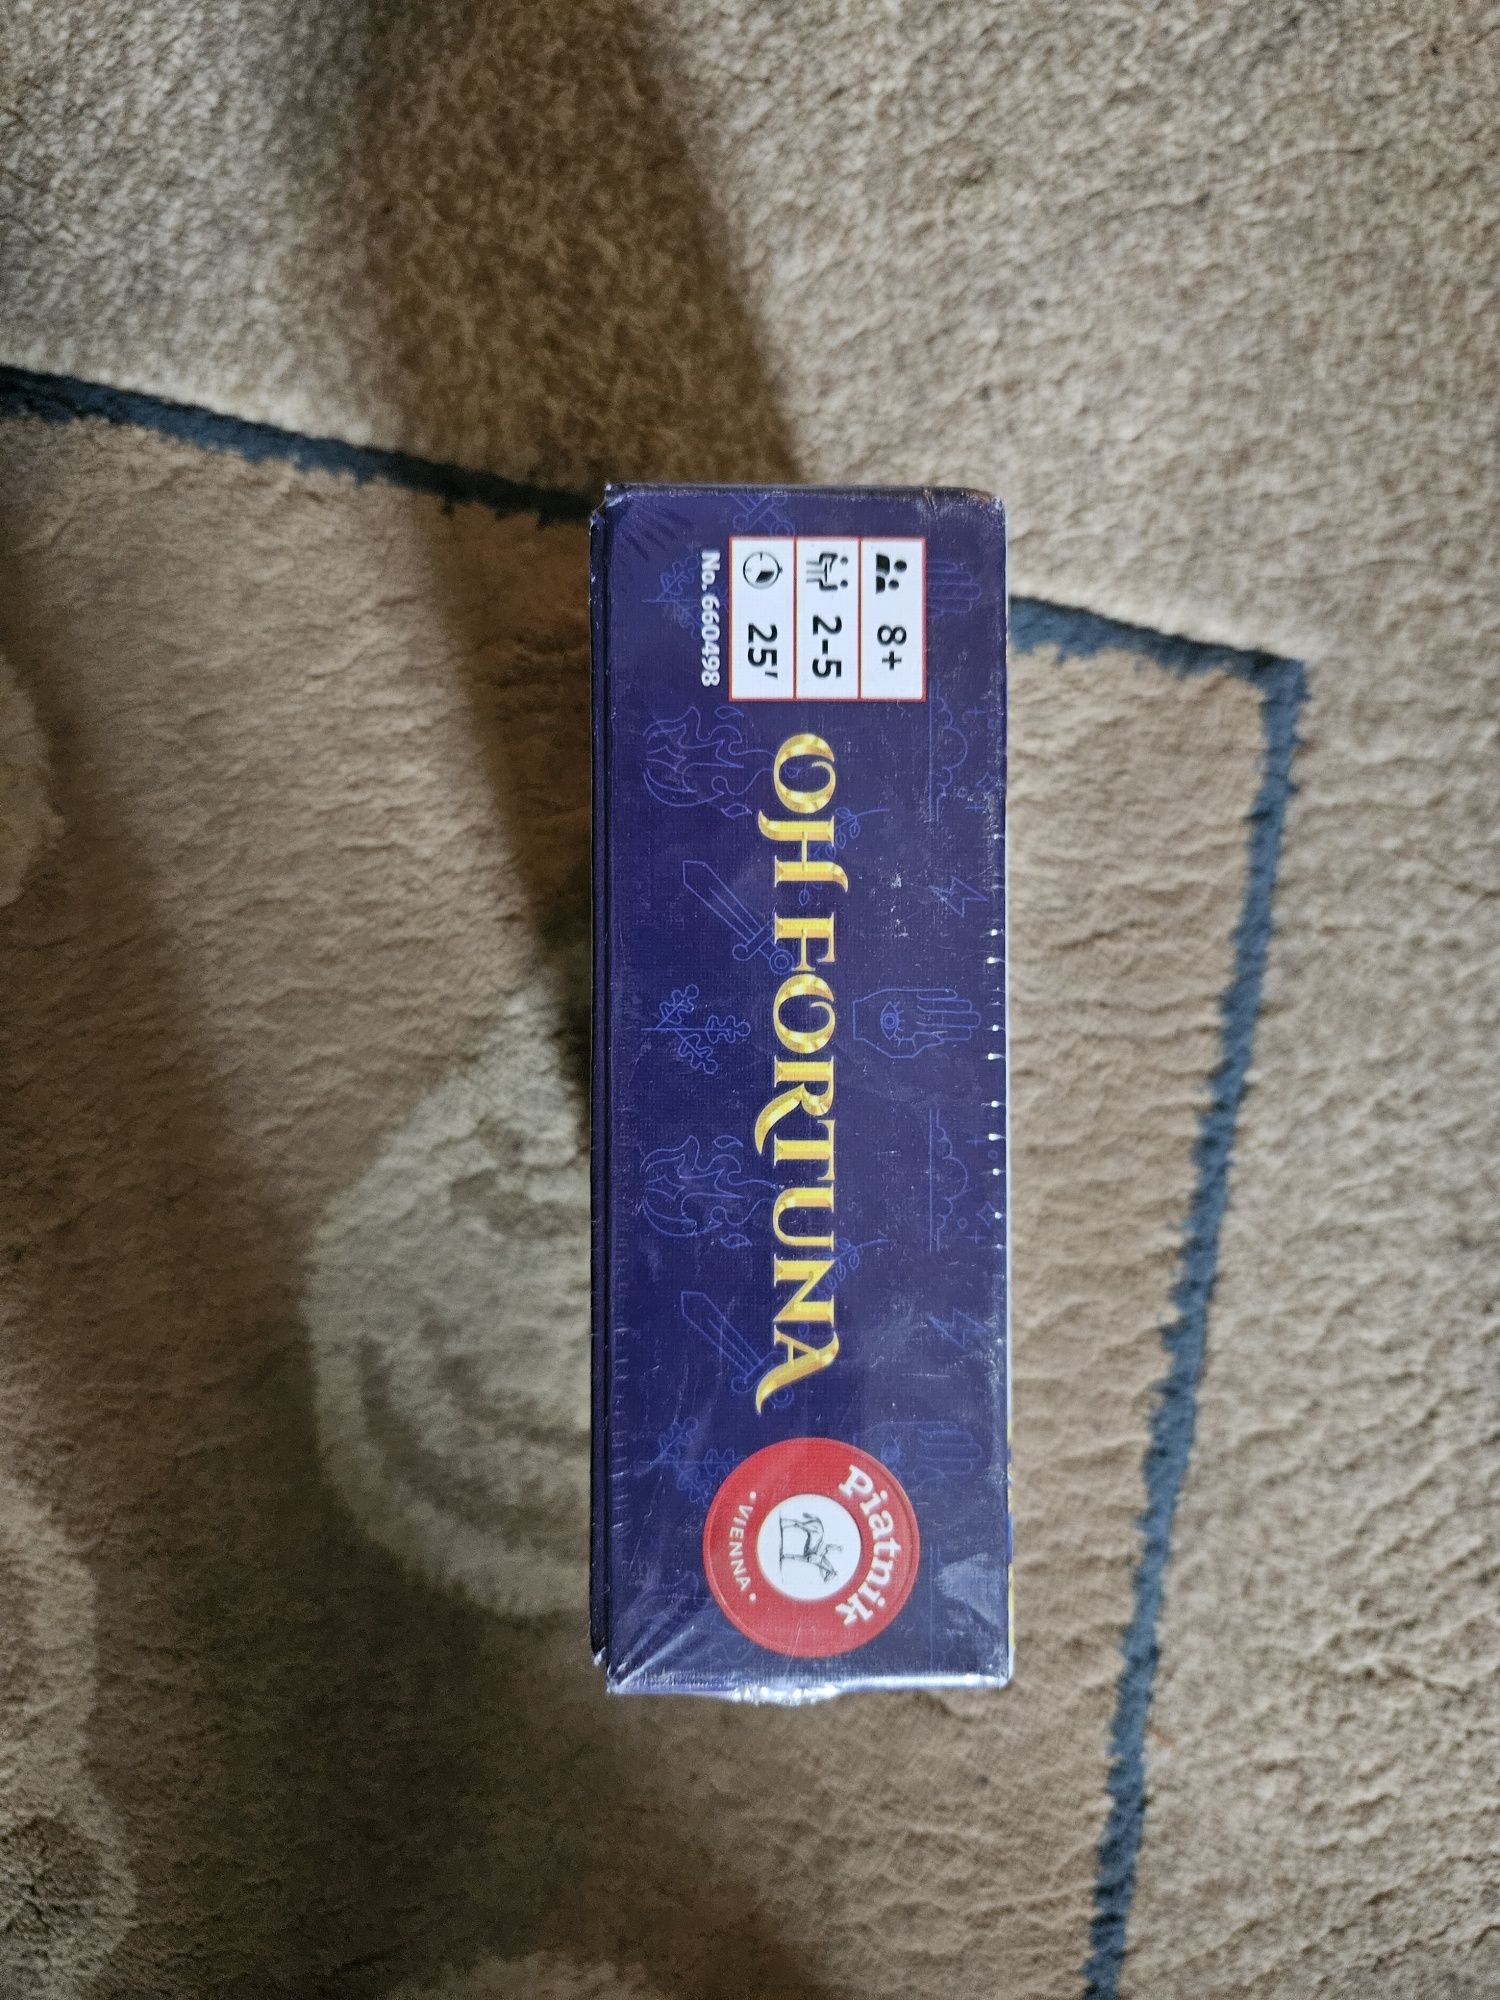 8+
2-5
25'
No. 660498
OH FORTUNA
Piatnik
• VIENNA •